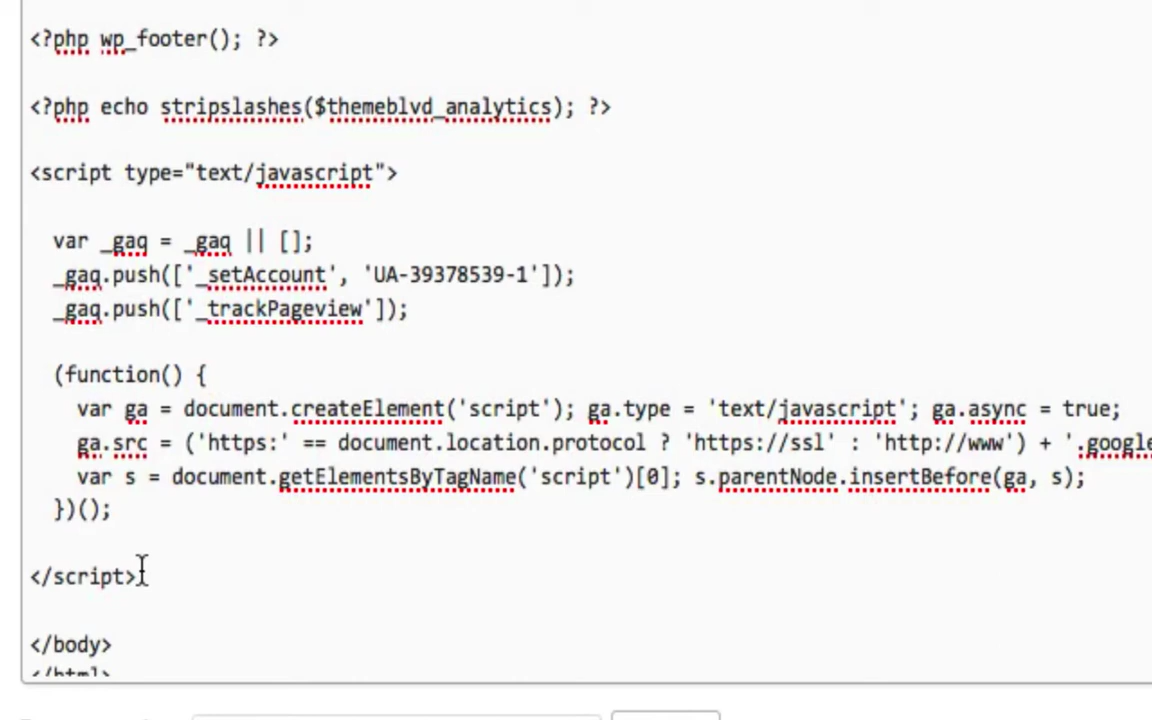 <?php wp_footer(); ?>
<?php echo stripslashes($themeblvd_analytics); ?>
<script type="text/javascript">
var _gaq = _gaq || [];
_gaq.push(['_setAccount', 'UA-39378539-1']);
_gaq.push(['_trackPageview']);
(function() {
var ga = document.createElement('script'); ga.type = 'text/javascript'; ga.async = true;
ga.src = ('https:' == document.location.protocol ? 'https://ssl' : 'http://www') + '.google
var s = document.getElementsByTagName('script')[0]; s.parentNode.insertBefore(ga, s);
})();
</script>
</body>
</html>